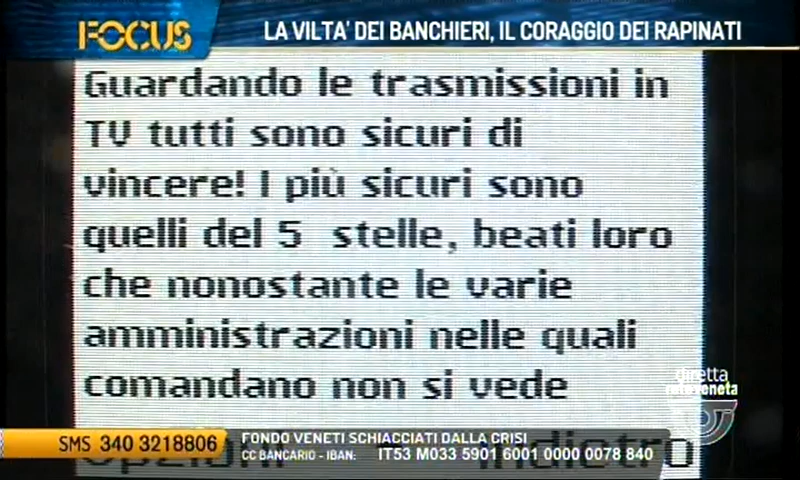 FOCUS
LA VILTA' DEI BANCHIERI, IL CORAGGIO DEI RAPINATI
Guardando le trasmissioni in
TV tutti sono sicuri di
vincere! I più sicuri sono
quelli del 5 stelle, beati loro
che nonostante le varie
amministrazioni nelle quali
comandano non si vede
diretta
reteveneta
SMS 340 3218806
FONDO VENETI SCHIACCIATI DALLA CRISI
CC BANCARIO - IBAN: IT53 M033 5901 6001 0000 0078 840
Opzioni Indietro